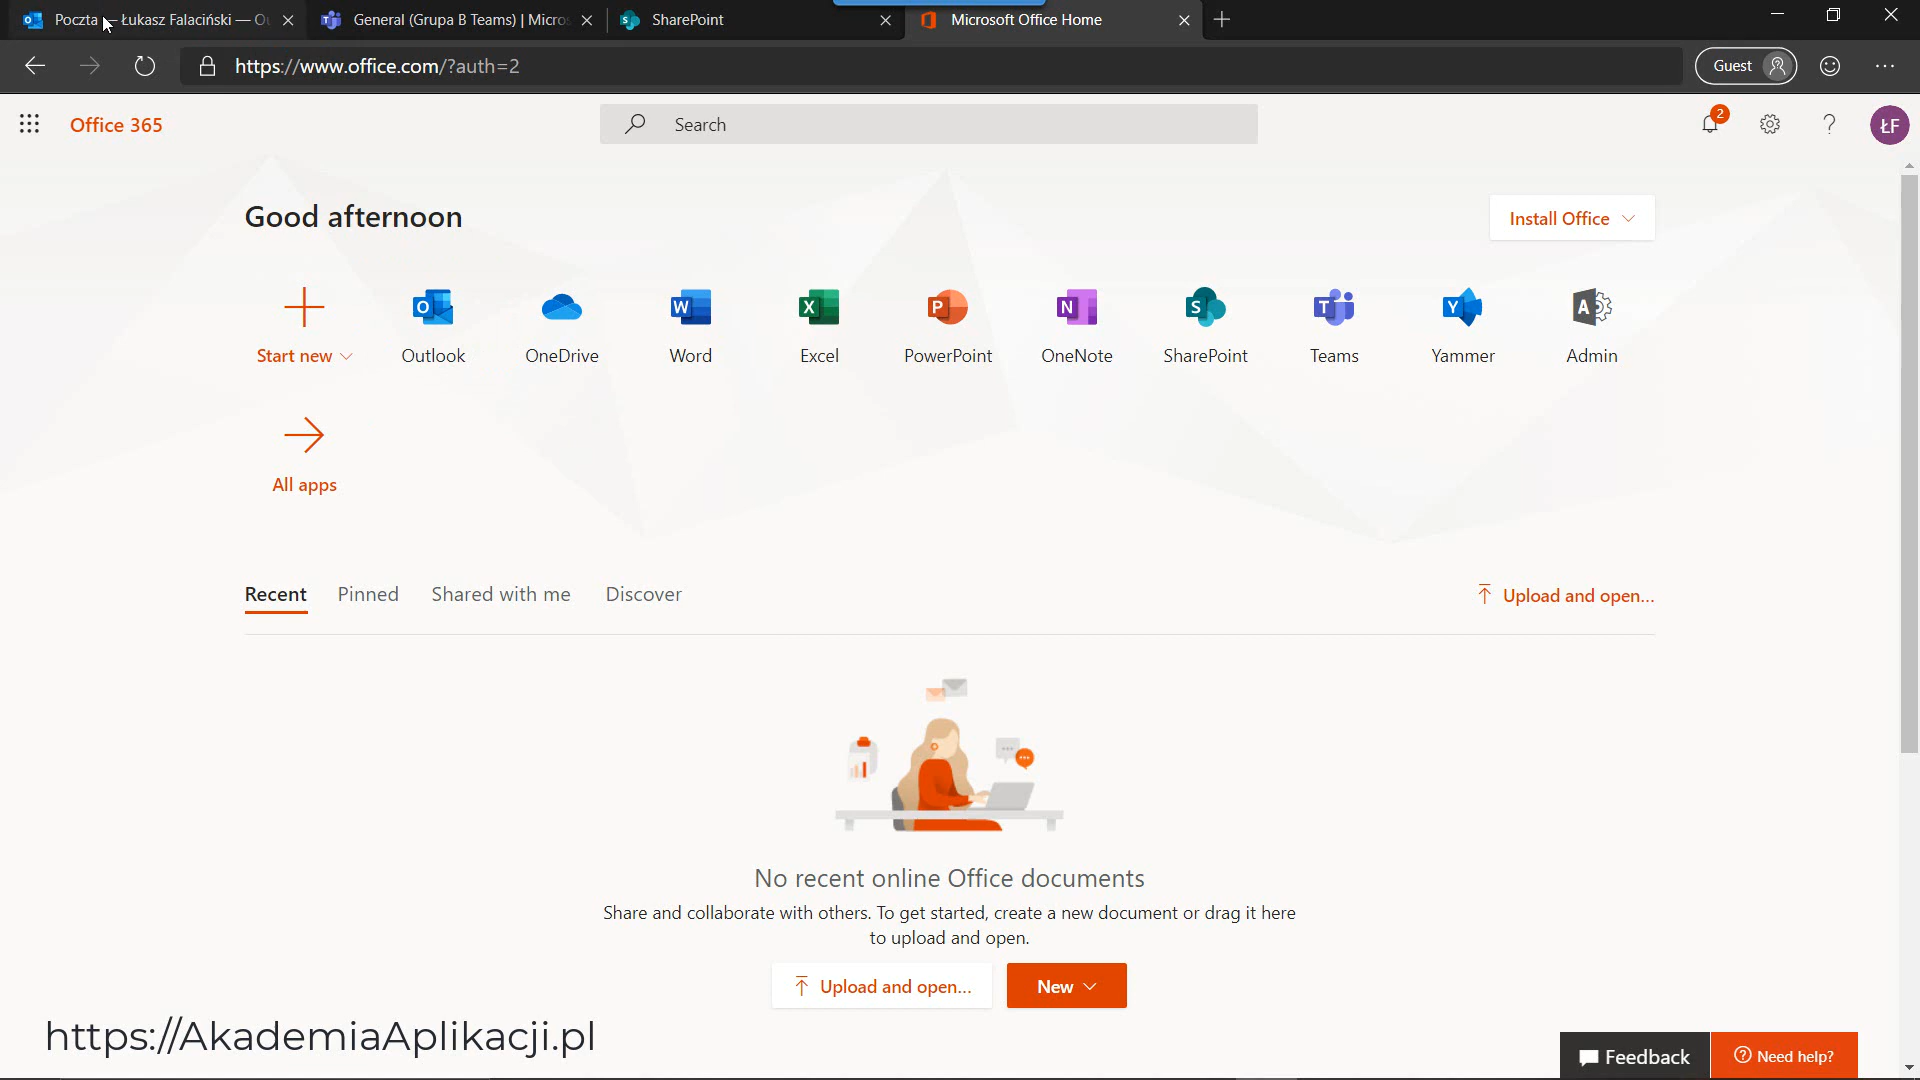 Poczta — Łukasz Falaciński — Ou
General (Grupa B Teams) | Micros
SharePoint
Microsoft Office Home
https://www.office.com/?auth=2
Guest
Office 365
Search
2
ŁF
Good afternoon
Install Office
Start new
Outlook
OneDrive
Word
Excel
PowerPoint
OneNote
SharePoint
Teams
Yammer
Admin
All apps
Recent
Pinned
Shared with me
Discover
Upload and open...
No recent online Office documents
Share and collaborate with others. To get started, create a new document or drag it here
to upload and open.
Upload and open...
New
https://AkademiaAplikacji.pl
Feedback
Need help?